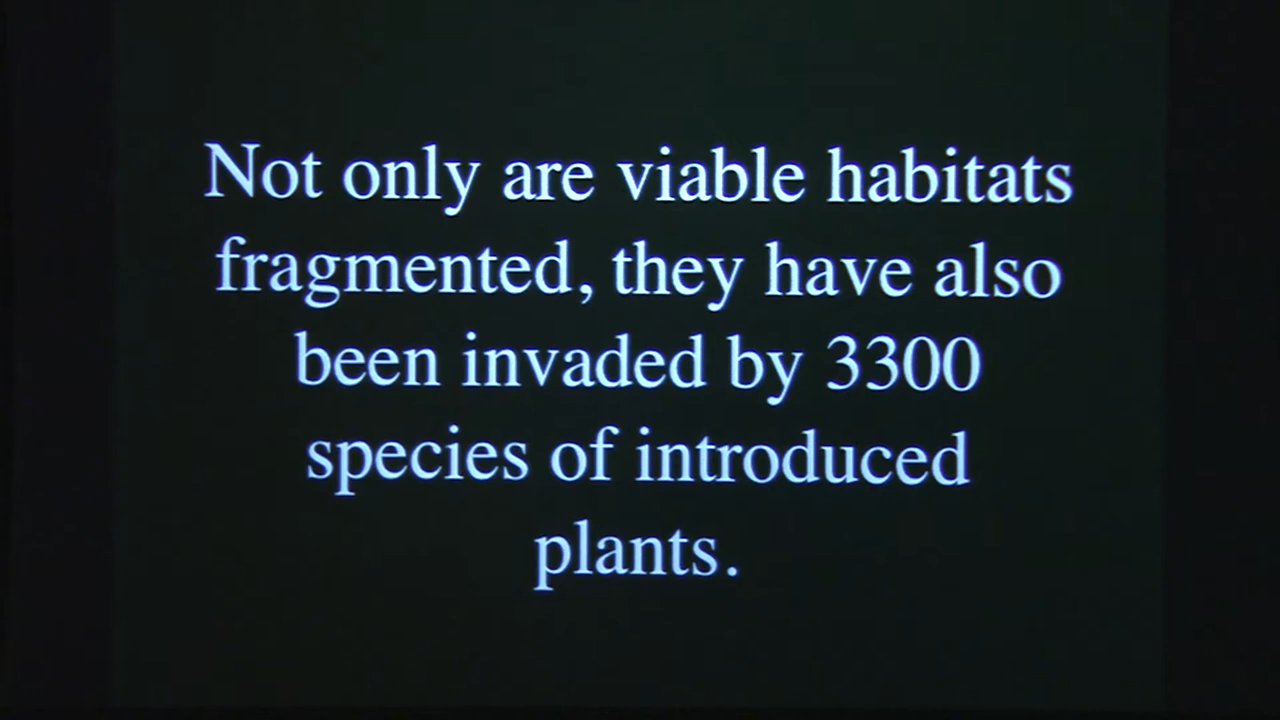 Not only are viable habitats
fragmented, they have also
been invaded by 3300
species of introduced
plants.